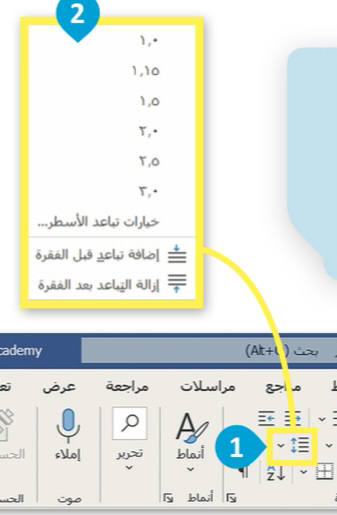 2
١,٠
١,١٥
١,٥
٢,٠
٢,٥
٣,٠
خيارات تباعد الأسطر...
إضافة تباعد قبل الفقرة
إزالة التباعد بعد الفقرة
بحث (Alt+
cademy
مراجع
مراسلات
مراجعة
عرض
تع
1
أنماط
تحرير
إملاء
الحس
أنماط
صوت
الحس